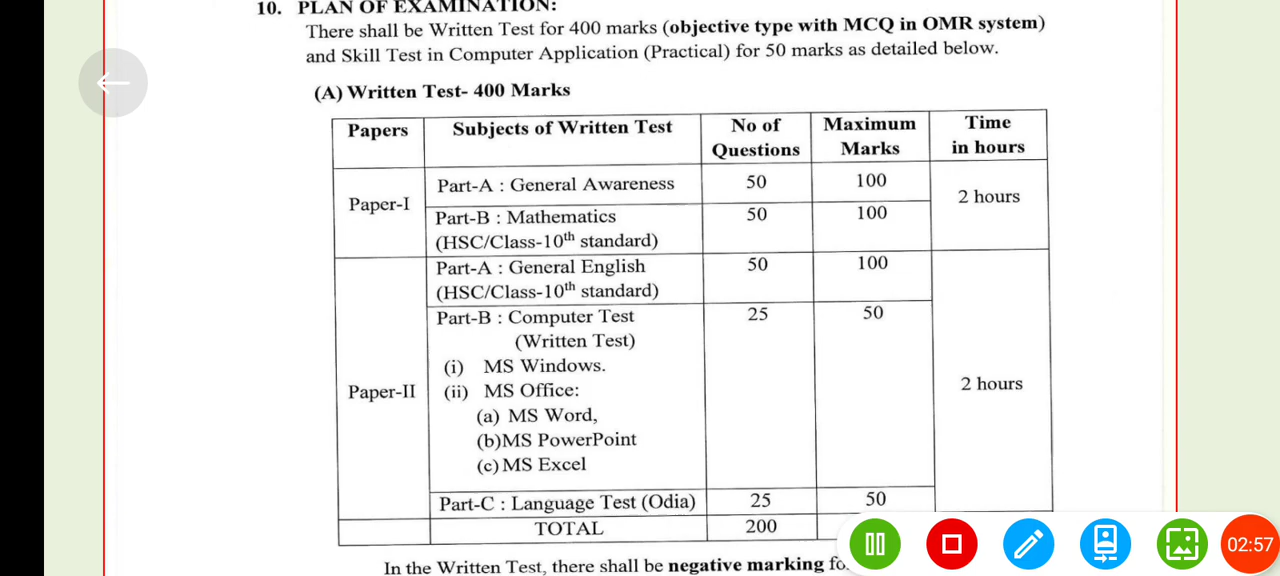 10. PLAN OF EXAMINATION:
There shall be Written Test for 400 marks (objective type with MCQ in OMR system)
and Skill Test in Computer Application (Practical) for 50 marks as detailed below.
(A) Written Test- 400 Marks
Papers Subjects of Written Test No of Questions Maximum Marks Time in hours
Paper-I
Part-A : General Awareness 50 100
2 hours
Part-B : Mathematics 50 100
(HSC/Class-10th standard)
Part-A : General English 50 100
(HSC/Class-10th standard)
Part-B : Computer Test 25 50
(Written Test)
(i) MS Windows.
Paper-II (ii) MS Office: 2 hours
(a) MS Word,
(b)MS PowerPoint
(c) MS Excel
Part-C : Language Test (Odia) 25 50
TOTAL 200
In the Written Test, there shall be negative marking
02:57